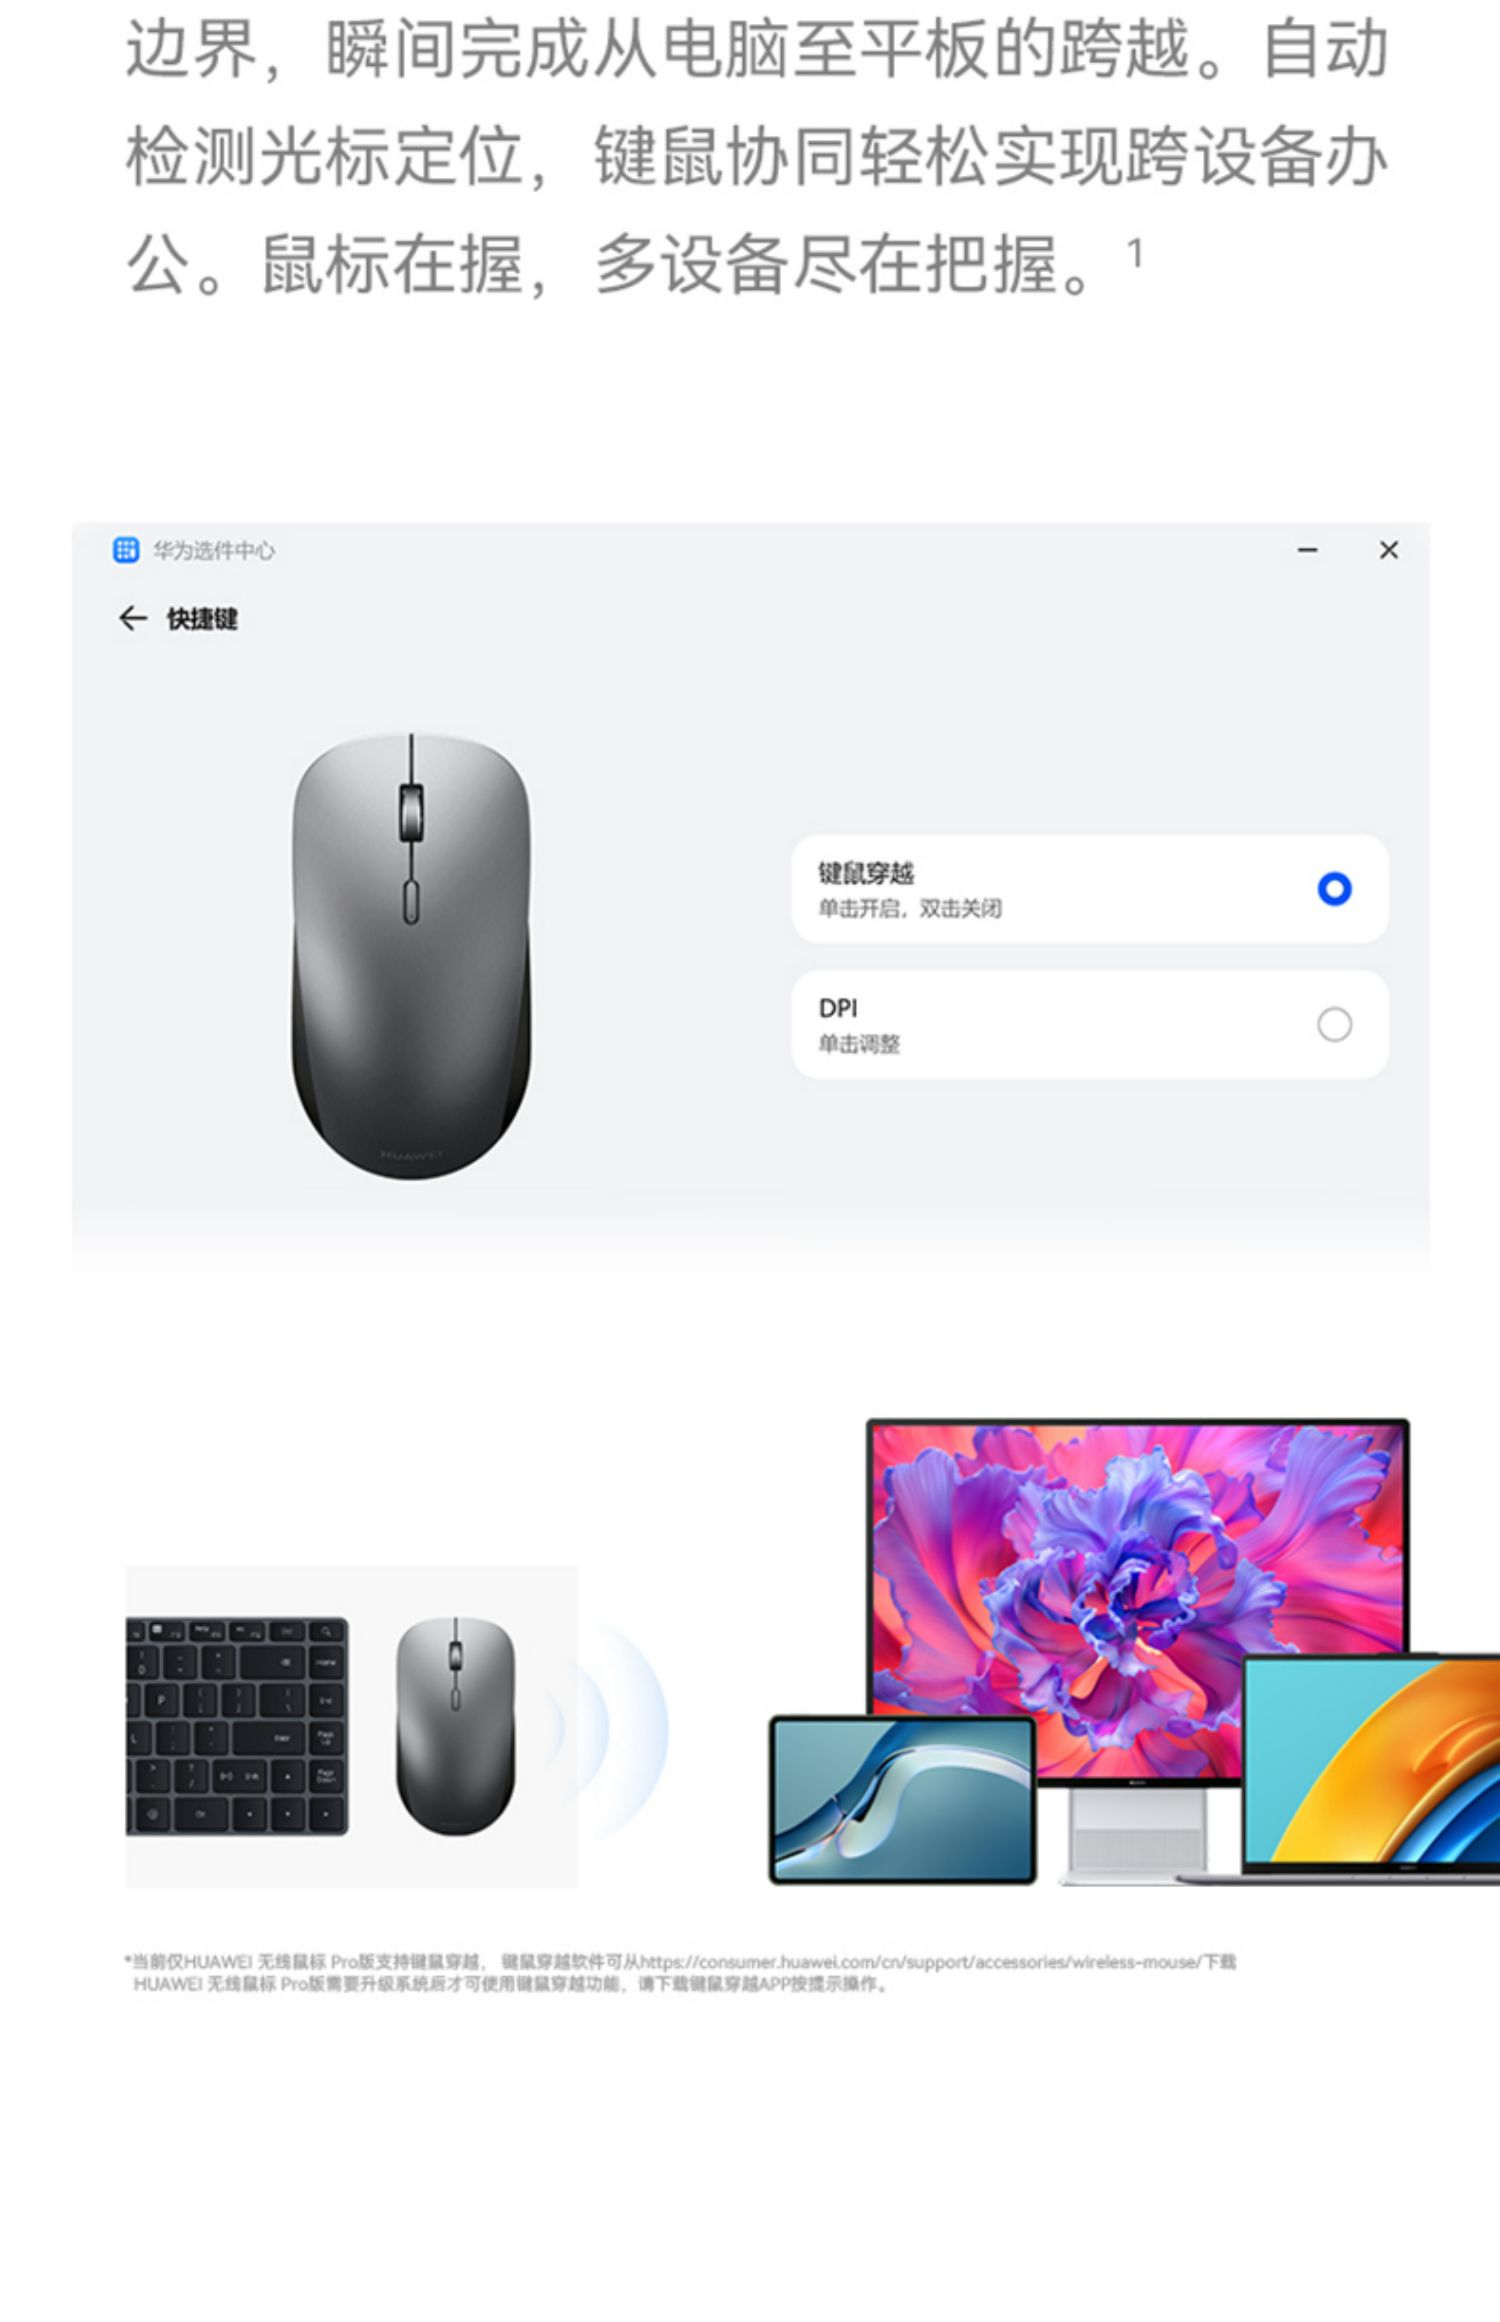 边界，瞬间完成从电脑至平板的跨越。自动
检测光标定位，键鼠协同轻松实现跨设备办
公。鼠标在握，多设备尽在把握。1
华为选件中心
快捷键
键鼠穿越
单击开启，双击关闭
DPI
单击调整
HUAWEI
*当前仅HUAWEI 无线鼠标 Pro版支持键鼠穿越， 键鼠穿越软件可从https://consumer.huawei.com/cn/support/accessories/wireless-mouse/下载
HUAWEI 无线鼠标 Pro版需要升级系统后才可使用键鼠穿越功能，请下载键鼠穿越APP按提示操作。